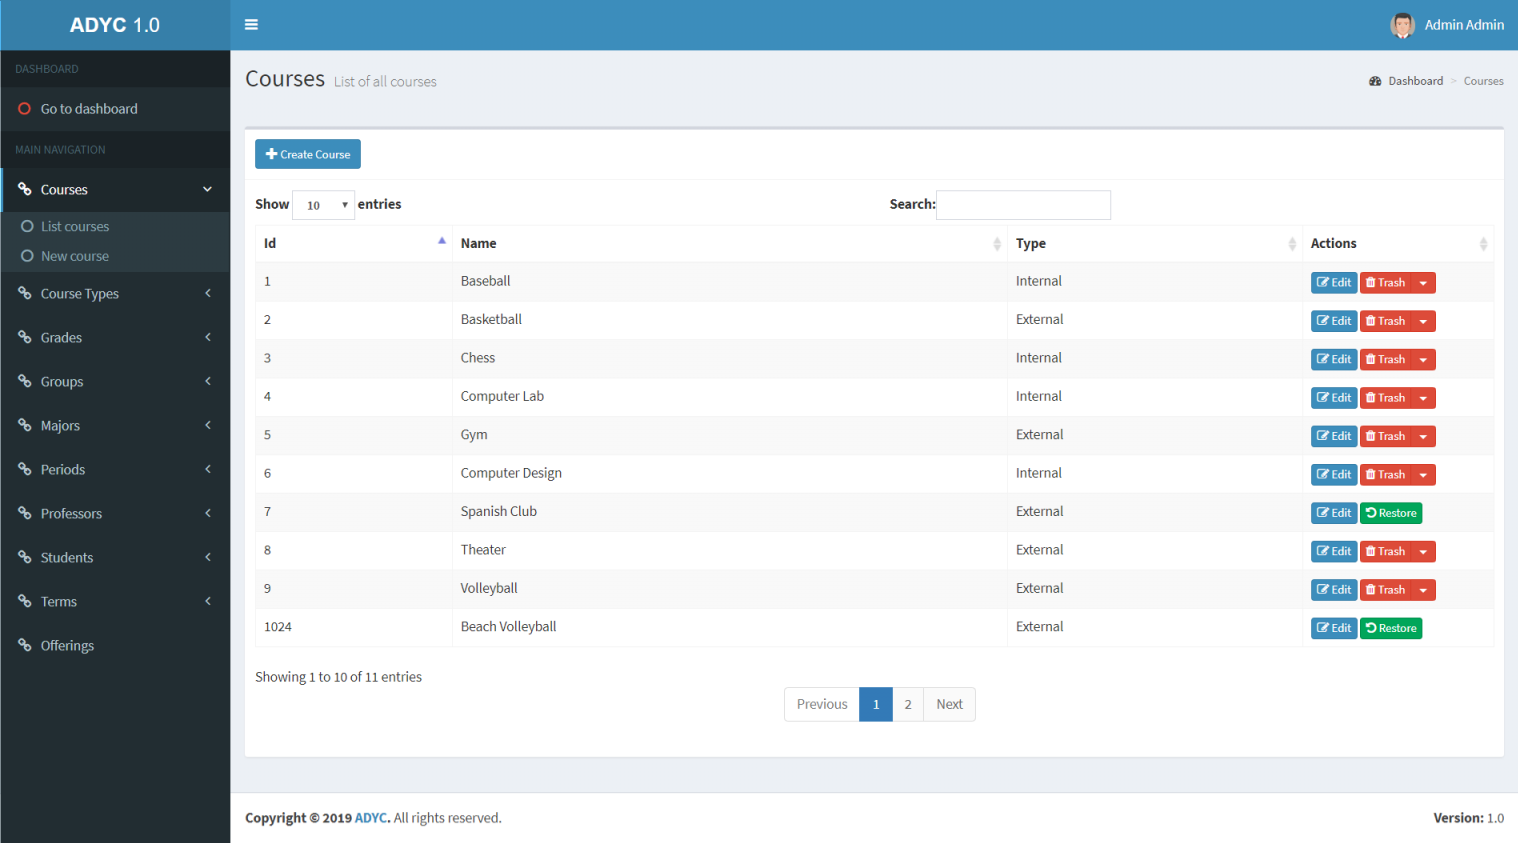 ADYC 1.0
Admin Admin
DASHBOARD
Go to dashboard
MAIN NAVIGATION
Courses
List courses
New course
Course Types
Grades
Groups
Majors
Periods
Professors
Students
Terms
Offerings
Courses List of all courses
Dashboard > Courses
Create Course
Show 10 entries
Search:
Id Name Type Actions
1 Baseball Internal Edit Trash
2 Basketball External Edit Trash
3 Chess Internal Edit Trash
4 Computer Lab Internal Edit Trash
5 Gym External Edit Trash
6 Computer Design Internal Edit Trash
7 Spanish Club External Edit Restore
8 Theater External Edit Trash
9 Volleyball External Edit Trash
1024 Beach Volleyball External Edit Restore
Showing 1 to 10 of 11 entries
Previous 1 2 Next
Copyright © 2019 ADYC. All rights reserved.
Version: 1.0